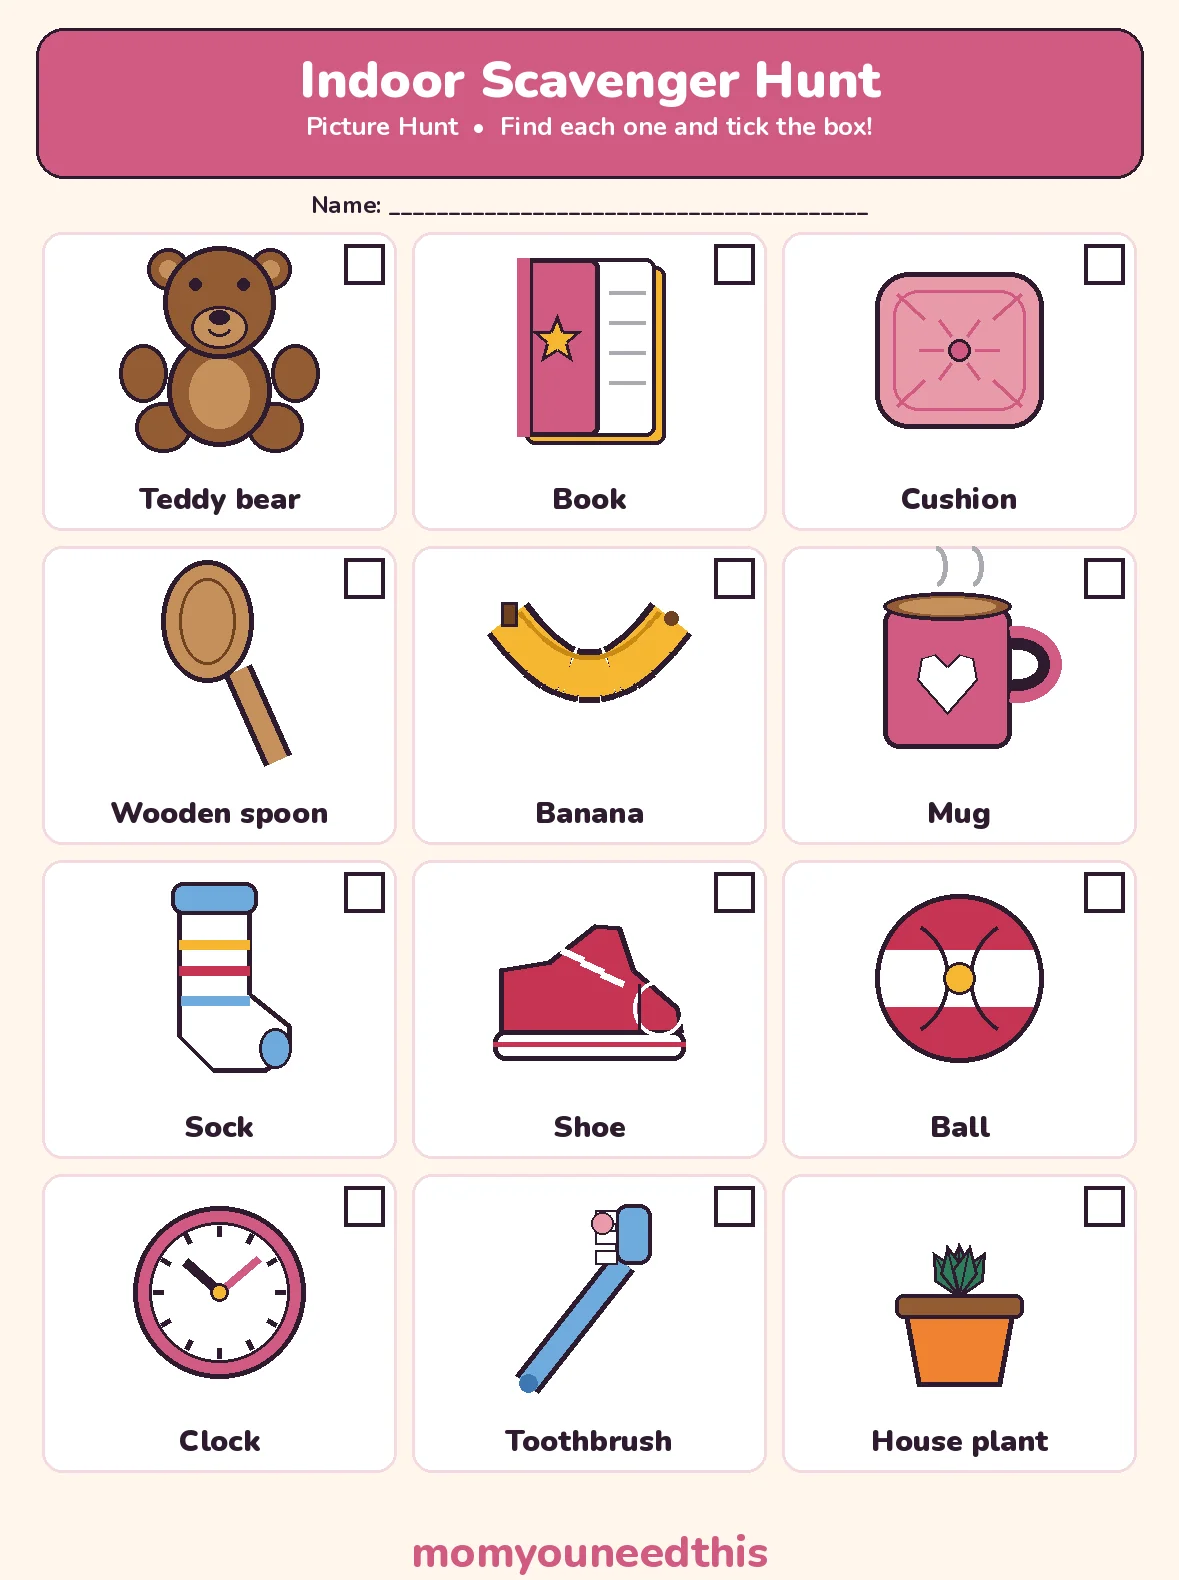 Indoor Scavenger Hunt
Picture Hunt • Find each one and tick the box!
Name: ________________________________________
Teddy bear
Book
Cushion
Wooden spoon
Banana
Mug
Sock
Shoe
Ball
Clock
Toothbrush
House plant
momyouneedthis